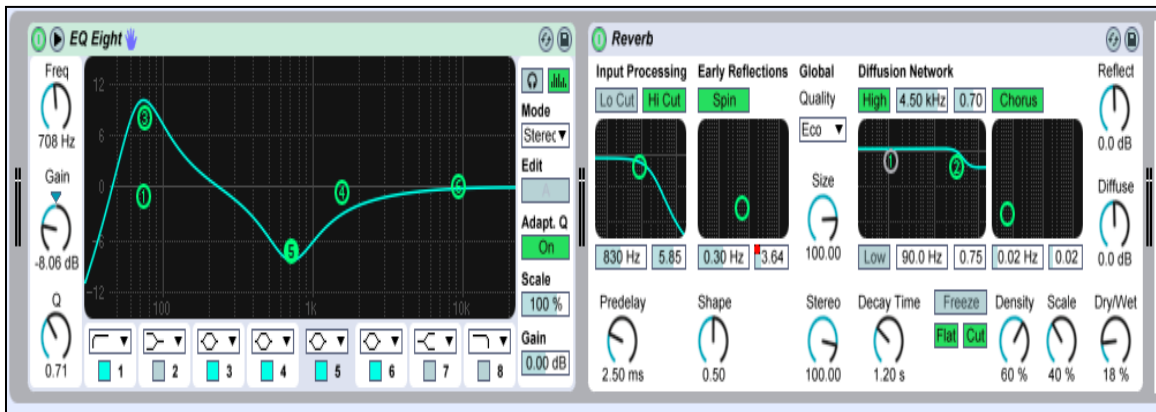 EQ Eight
Freq
708 Hz
Gain
-8.06 dB
Q
0.71
12
6
0
-6
-12
100 1k 10k
3
1
4
6
5
Mode
Stereo
Edit
A
Adapt. Q
On
Scale
100 %
Gain
0.00 dB
1 2 3 4 5 6 7 8
Reverb
Input Processing Early Reflections Global Diffusion Network Reflect
Lo Cut Hi Cut Spin Quality High 4.50 kHz 0.70 Chorus
Eco
0.0 dB
1 2
Size
100.00
Diffuse
0.0 dB
830 Hz 5.85 0.30 Hz 3.64 Low 90.0 Hz 0.75 0.02 Hz 0.02
Predelay Shape Stereo Decay Time Freeze Density Scale Dry/Wet
Flat Cut
2.50 ms 0.50 100.00 1.20 s 60 % 40 % 18 %